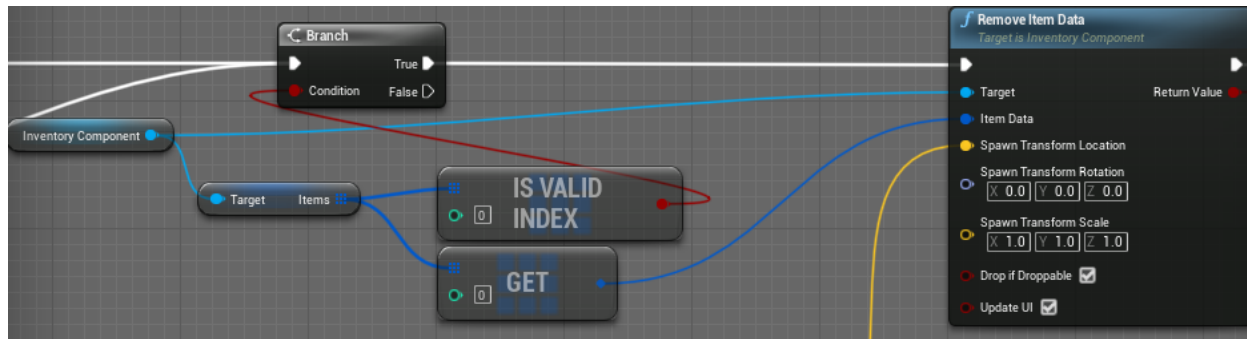 Branch
True
Condition
False
Inventory Component
Target
Items
IS VALID
INDEX
0
GET
0
f Remove Item Data
Target is Inventory Component
Target
Return Value
Item Data
Spawn Transform Location
Spawn Transform Rotation
X 0.0 Y 0.0 Z 0.0
Spawn Transform Scale
X 1.0 Y 1.0 Z 1.0
Drop if Droppable
Update UI